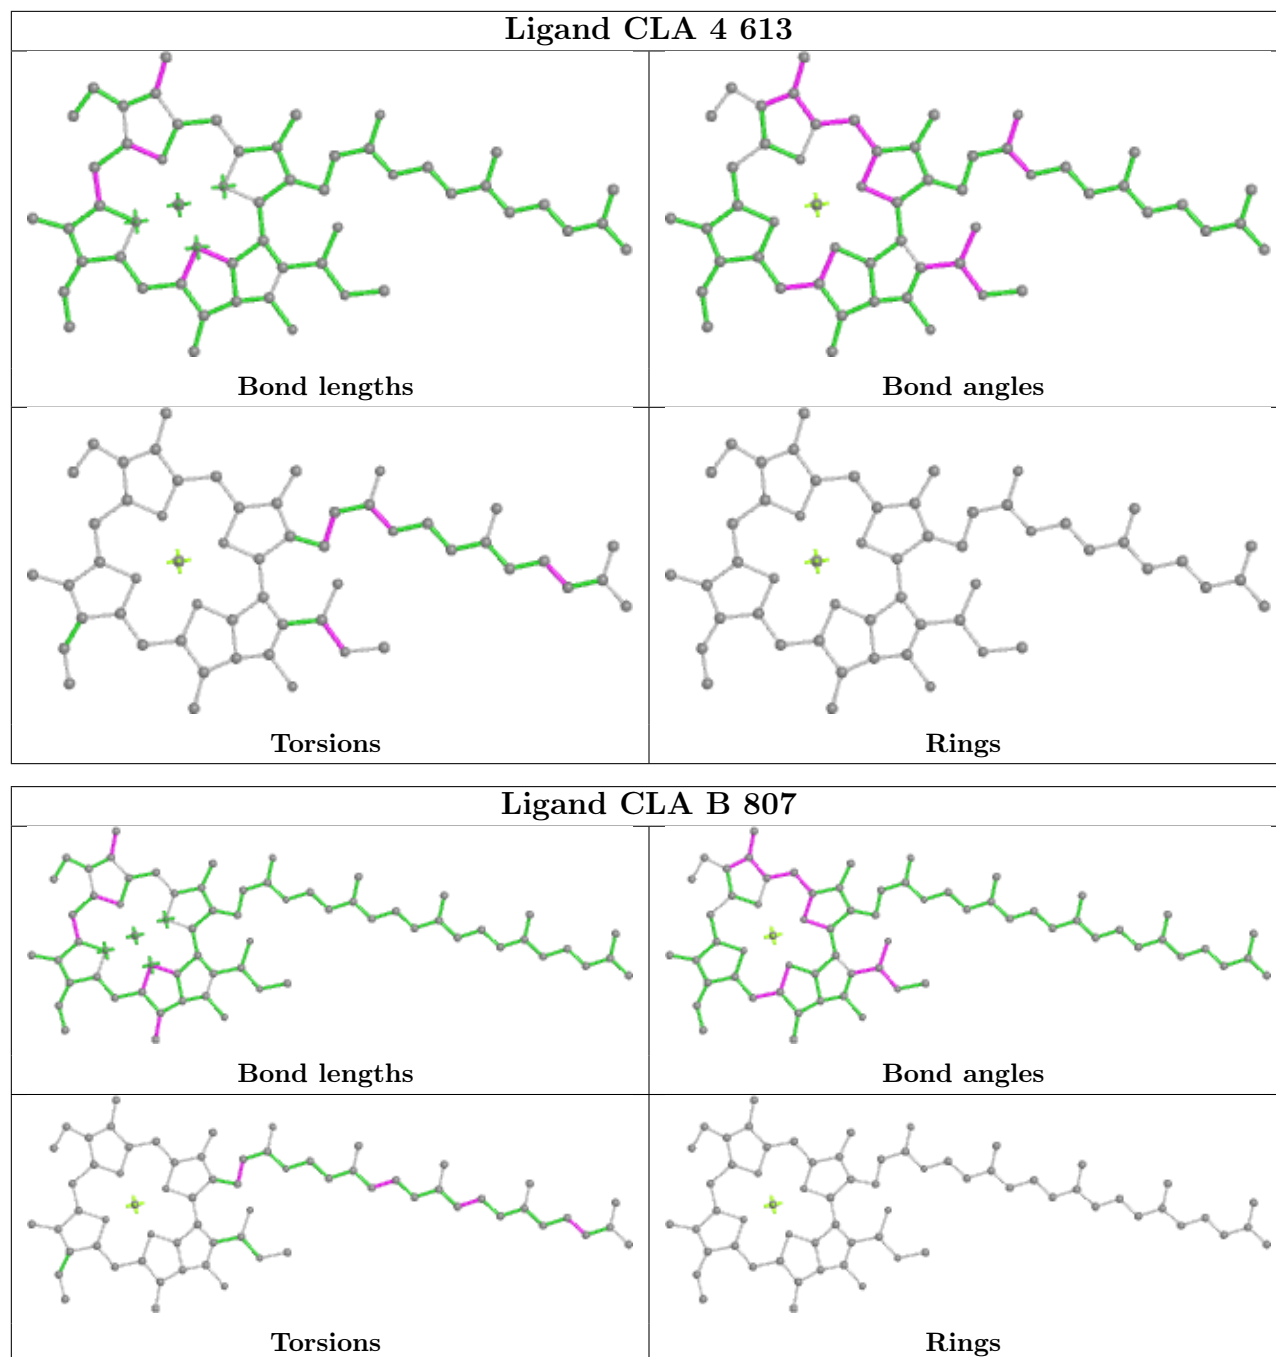 Ligand CLA 4 613
Bond lengths
Bond angles
Torsions
Rings
Ligand CLA B 807
Bond lengths
Bond angles
Torsions
Rings